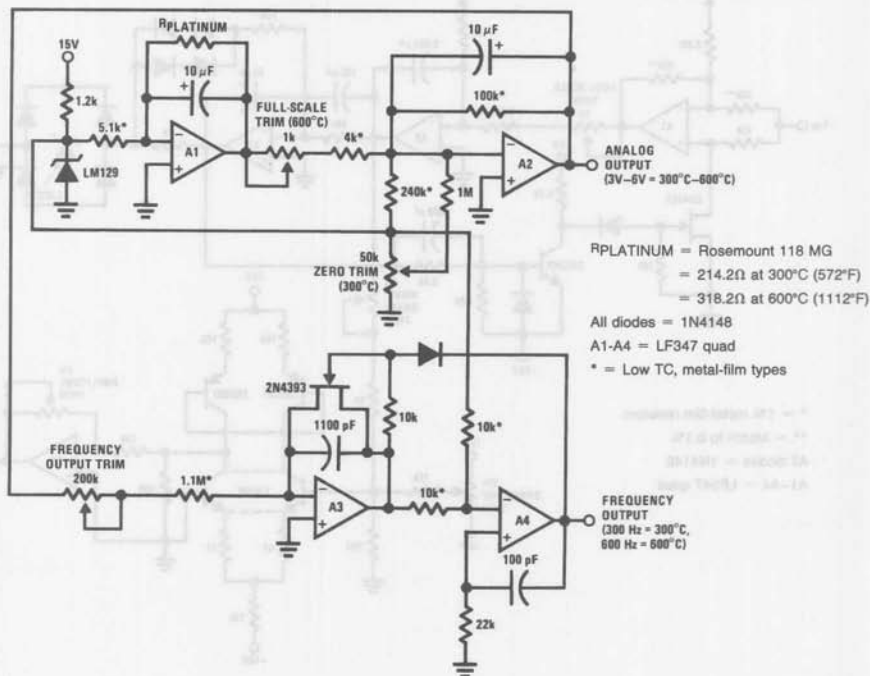 RPLATINUM
15V
10 μF
10 μF
1.2k
100k*
FULL-SCALE
TRIM (600°C)
5.1k*
1k
4k*
A1
A2
LM129
240k*
1M
ANALOG
OUTPUT
(3V–6V = 300°C–600°C)
50k
ZERO TRIM
(300°C)
RPLATINUM = Rosemount 118 MG
= 214.2Ω at 300°C (572°F)
= 318.2Ω at 600°C (1112°F)
All diodes = 1N4148
A1-A4 = LF347 quad
* = Low TC, metal-film types
2N4393
10k
10k*
1100 pF
FREQUENCY
OUTPUT TRIM
200k
1.1M*
A3
10k*
A4
FREQUENCY
OUTPUT
(300 Hz = 300°C,
600 Hz = 600°C)
100 pF
22k